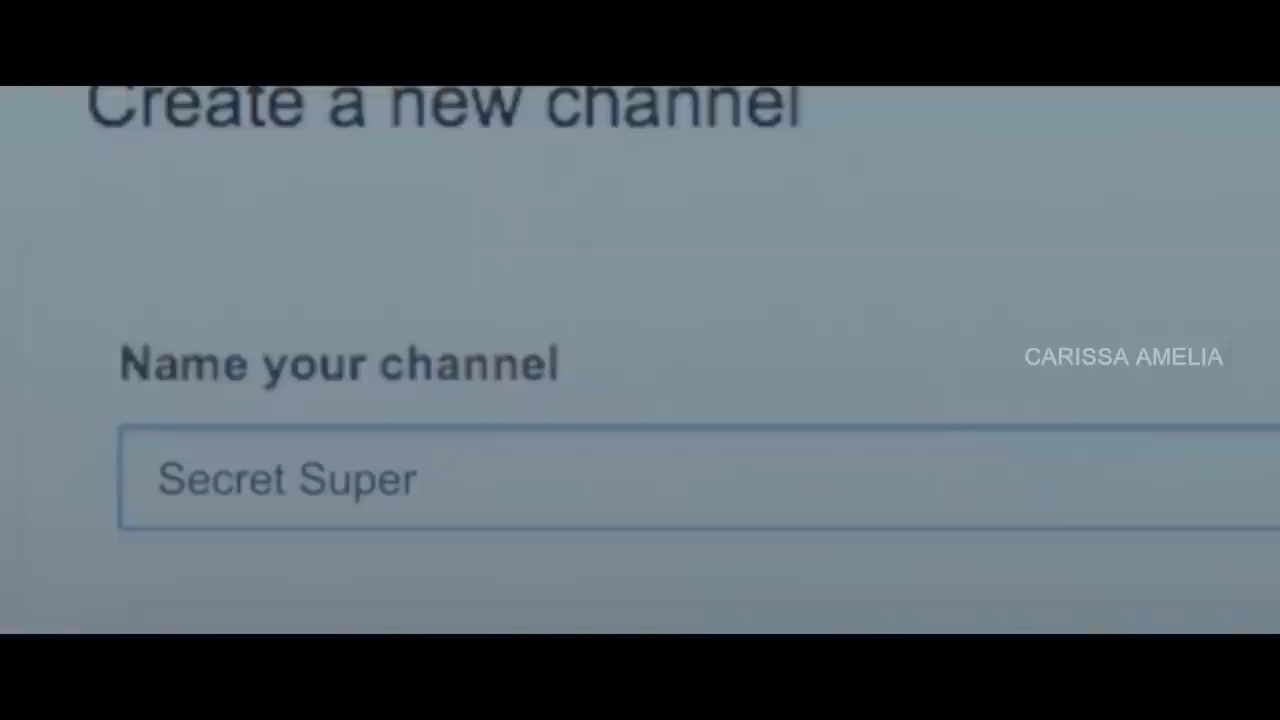 Create a new channel
Name your channel
CARISSA AMELIA
Secret Super